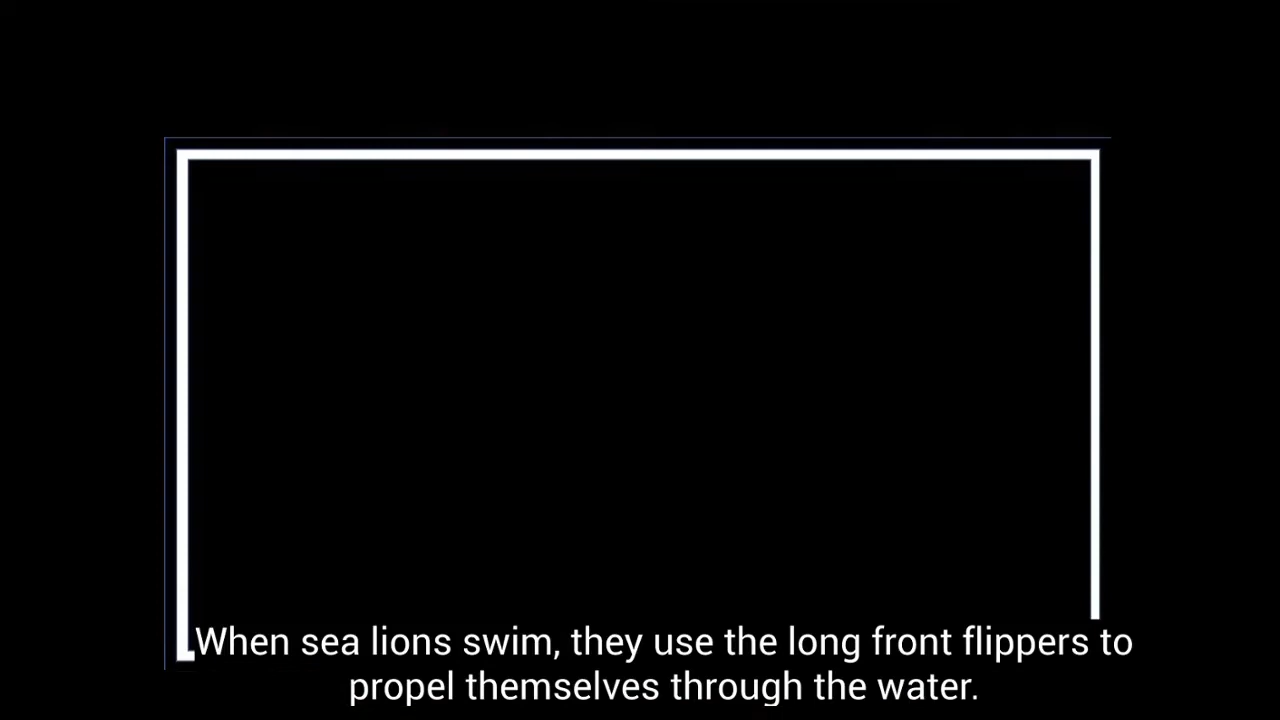 When sea lions swim, they use the long front flippers to
propel themselves through the water.